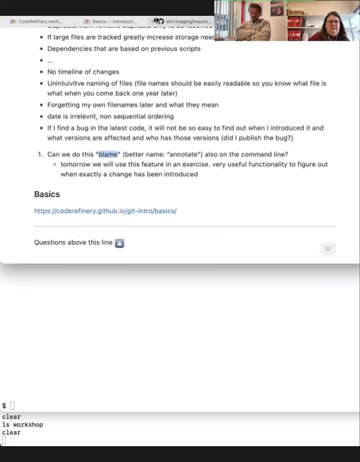 CodeRefinery work...
Basics — Introducti...
If large files are tracked greatly increase storage nee
Dependencies that are based on previous scripts
...
No timeline of changes
Unintuitvite naming of files (file names should be easily readable so you know what file is
what when you come back one year later)
Forgetting my own filenames later and what they mean
date is irrelevnt, non sequential ordering
If I find a bug in the latest code, it will not be so easy to find out when I introduced it and
what versions are affected and who has those versions (did I publish the bug?)
1. Can we do this "blame" (better name: "annotate") also on the command line?
tomorrow we will use this feature in an exercise. very useful functionality to figure out
when exactly a change has been introduced
Basics
https://coderefinery.github.io/git-intro/basics/
Questions above this line
$
clear
ls workshop
clear